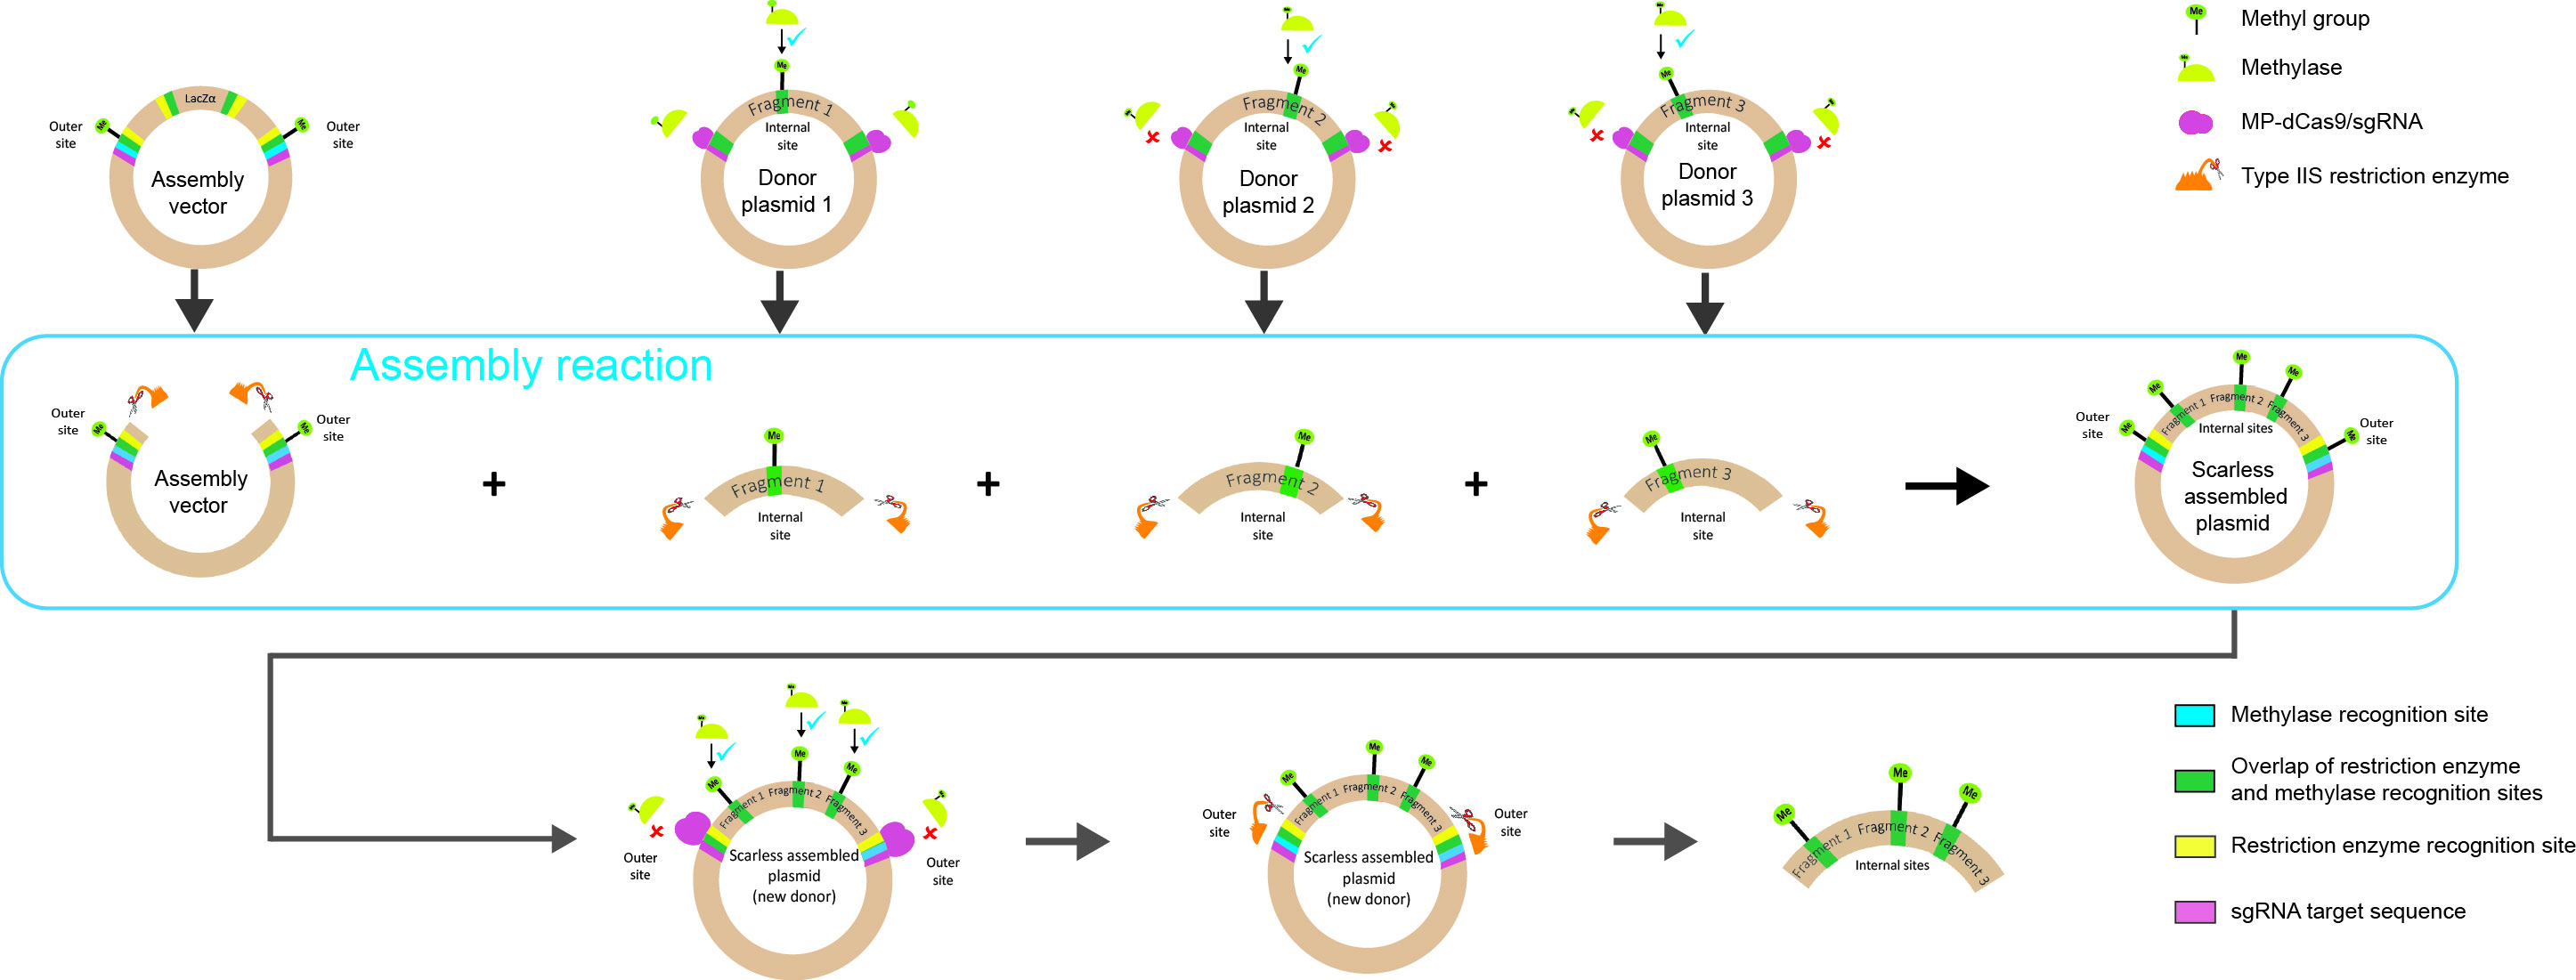 Me
Methyl group
Methylase
MP-dCas9/sgRNA
Type IIS restriction enzyme
LacZα
Me
Me
Outer
site
Outer
site
Assembly
vector
Me
Fragment 1
Internal
site
Donor
plasmid 1
Me
Fragment 2
Internal
site
Donor
plasmid 2
Me
Fragment 3
Internal
site
Donor
plasmid 3
Assembly reaction
Outer
site
Me
Me
Outer
site
Assembly
vector
+
Me
Fragment 1
Internal
site
+
Me
Fragment 2
Internal
site
+
Me
Fragment 3
Internal
site
Me
Me
Me
Me
Me
Outer
site
Outer
site
Fragment 1
Fragment 2
Fragment 3
Internal sites
Scarless
assembled
plasmid
Me
Me
Me
Fragment 1
Fragment 2
Fragment 3
Outer
site
Outer
site
Scarless assembled
plasmid
(new donor)
Me
Me
Me
Fragment 1
Fragment 2
Fragment 3
Outer
site
Outer
site
Scarless assembled
plasmid
(new donor)
Me
Me
Me
Fragment 1
Fragment 2
Fragment 3
Internal sites
Methylase recognition site
Overlap of restriction enzyme
and methylase recognition sites
Restriction enzyme recognition site
sgRNA target sequence